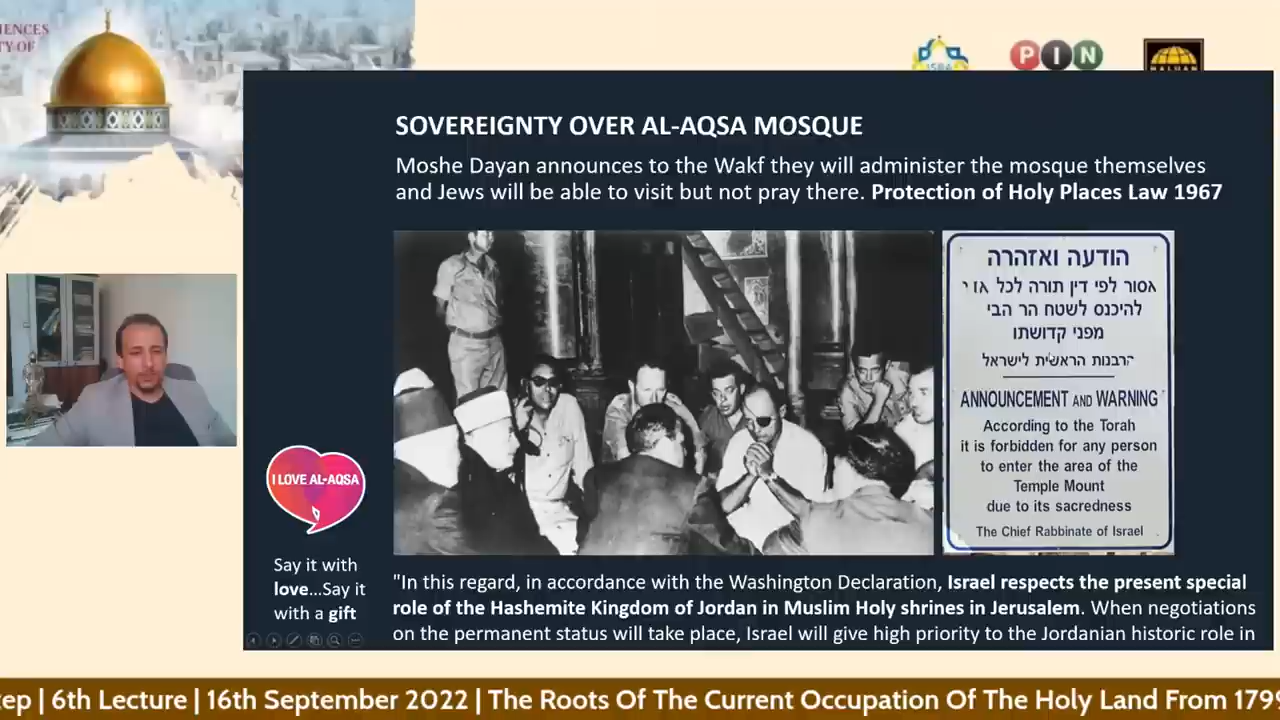 IENCES
TY OF
ISRA
P I N
SOVEREIGNTY OVER AL-AQSA MOSQUE
Moshe Dayan announces to the Wakf they will administer the mosque themselves
and Jews will be able to visit but not pray there. Protection of Holy Places Law 1967
הודעה ואזהרה
אסור לפי דין תורה לכל
להיכנס לשטח הר הבי
מפני קדושתו
הרבנות הראשית לישראל
ANNOUNCEMENT AND WARNING
According to the Torah
it is forbidden for any person
to enter the area of the
Temple Mount
due to its sacredness
The Chief Rabbinate of Israel
I LOVE AL-AQSA
Say it with
love...Say it
with a gift
"In this regard, in accordance with the Washington Declaration, Israel respects the present special
role of the Hashemite Kingdom of Jordan in Muslim Holy shrines in Jerusalem. When negotiations
on the permanent status will take place, Israel will give high priority to the Jordanian historic role in
tep | 6th Lecture | 16th September 2022 | The Roots Of The Current Occupation Of The Holy Land From 1799